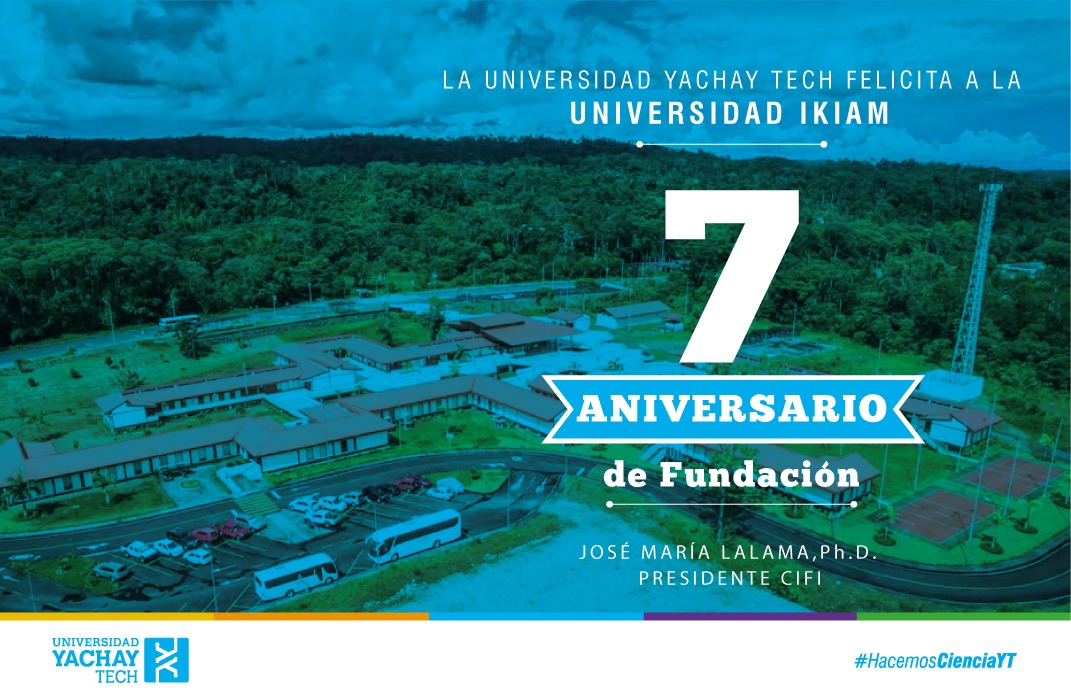 LA UNIVERSIDAD YACHAY TECH FELICITA A LA
UNIVERSIDAD IKIAM
7
ANIVERSARIO
de Fundación
JOSÉ MARÍA LALAMA,Ph.D.
PRESIDENTE CIFI
UNIVERSIDAD
YACHAY
TECH
#HacemosCienciaYT